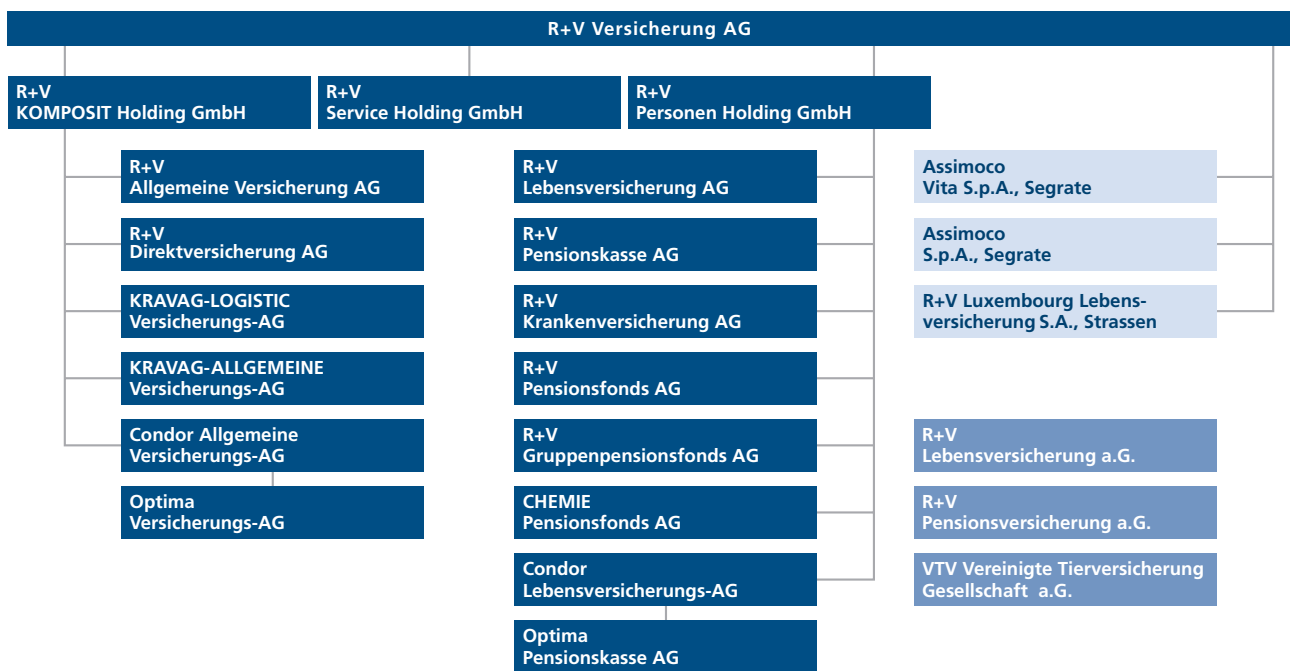 R+V Versicherung AG
R+V
KOMPOSIT Holding GmbH
R+V
Service Holding GmbH
R+V
Personen Holding GmbH
R+V
Allgemeine Versicherung AG
R+V
Direktversicherung AG
KRAVAG-LOGISTIC
Versicherungs-AG
KRAVAG-ALLGEMEINE
Versicherungs-AG
Condor Allgemeine
Versicherungs-AG
Optima
Versicherungs-AG
R+V
Lebensversicherung AG
R+V
Pensionskasse AG
R+V
Krankenversicherung AG
R+V
Pensionsfonds AG
R+V
Gruppenpensionsfonds AG
CHEMIE
Pensionsfonds AG
Condor
Lebensversicherungs-AG
Optima
Pensionskasse AG
Assimoco
Vita S.p.A., Segrate
Assimoco
S.p.A., Segrate
R+V Luxembourg Lebens-
versicherung S.A., Strassen
R+V
Lebensversicherung a.G.
R+V
Pensionsversicherung a.G.
VTV Vereinigte Tierversicherung
Gesellschaft a.G.